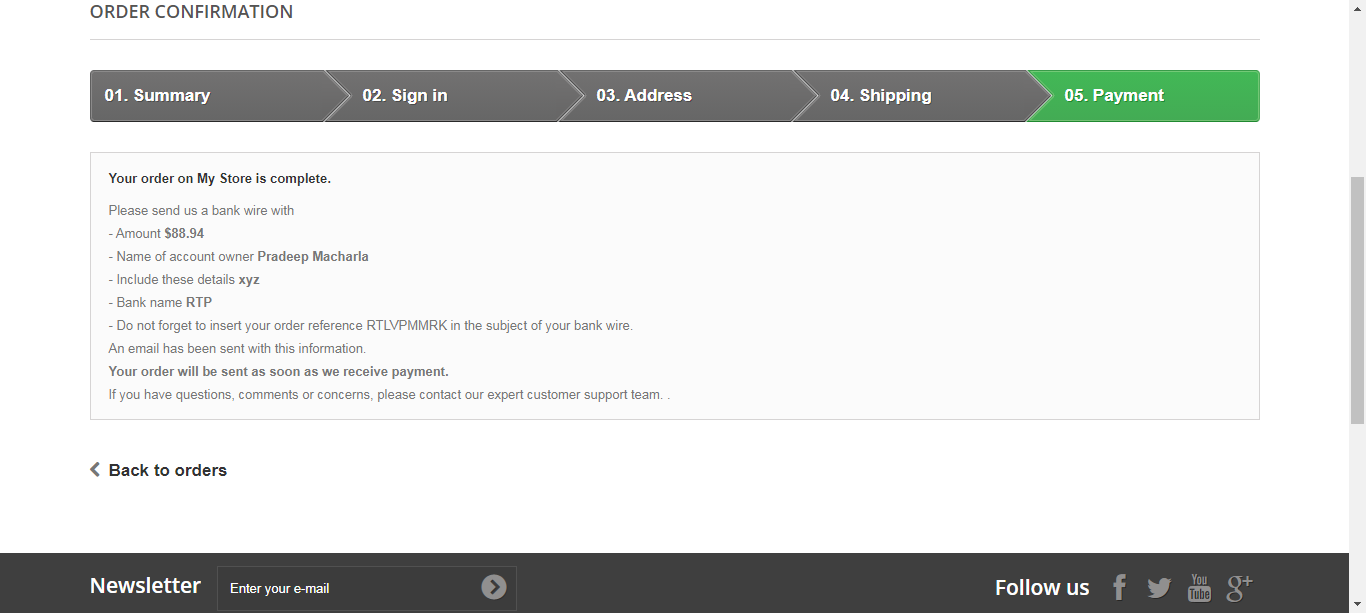 ORDER CONFIRMATION
01. Summary
02. Sign in
03. Address
04. Shipping
05. Payment
Your order on My Store is complete.
Please send us a bank wire with
- Amount $88.94
- Name of account owner Pradeep Macharla
- Include these details xyz
- Bank name RTP
- Do not forget to insert your order reference RTLVPMMRK in the subject of your bank wire.
An email has been sent with this information.
Your order will be sent as soon as we receive payment.
If you have questions, comments or concerns, please contact our expert customer support team. .
Back to orders
Newsletter
Enter your e-mail
Follow us
You Tube
g+